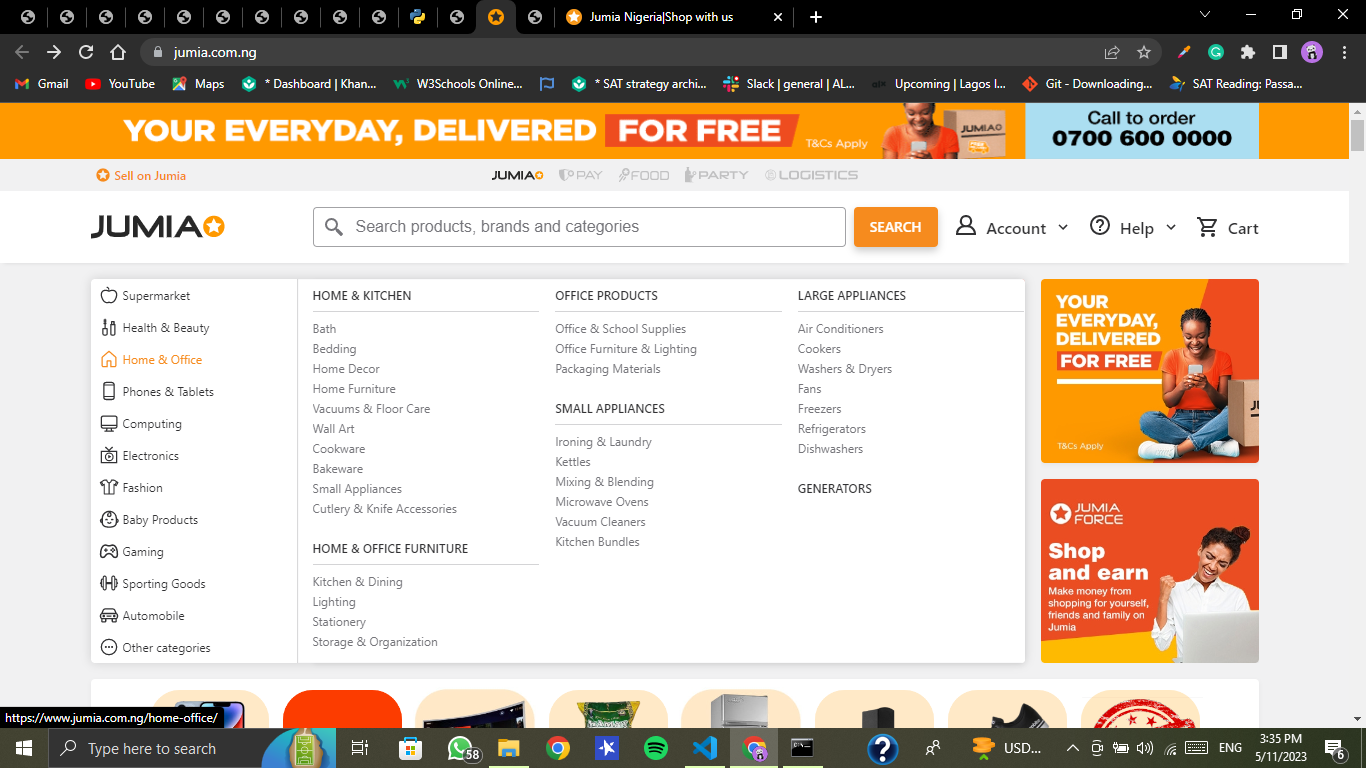 Jumia Nigeria|Shop with us
jumia.com.ng
Gmail
YouTube
Maps
* Dashboard | Khan...
W3Schools Online...
* SAT strategy archi...
Slack | general | AL...
Upcoming | Lagos I...
Git - Downloading...
SAT Reading: Passa...
YOUR EVERYDAY, DELIVERED FOR FREE
T&Cs Apply
JUMIA
Call to order
0700 600 0000
Sell on Jumia
JUMIA
PAY
FOOD
PARTY
LOGISTICS
JUMIA
Search products, brands and categories
SEARCH
Account
Help
Cart
Supermarket
Health & Beauty
Home & Office
Phones & Tablets
Computing
Electronics
Fashion
Baby Products
Gaming
Sporting Goods
Automobile
Other categories
HOME & KITCHEN
Bath
Bedding
Home Decor
Home Furniture
Vacuums & Floor Care
Wall Art
Cookware
Bakeware
Small Appliances
Cutlery & Knife Accessories
HOME & OFFICE FURNITURE
Kitchen & Dining
Lighting
Stationery
Storage & Organization
OFFICE PRODUCTS
Office & School Supplies
Office Furniture & Lighting
Packaging Materials
SMALL APPLIANCES
Ironing & Laundry
Kettles
Mixing & Blending
Microwave Ovens
Vacuum Cleaners
Kitchen Bundles
LARGE APPLIANCES
Air Conditioners
Cookers
Washers & Dryers
Fans
Freezers
Refrigerators
Dishwashers
GENERATORS
YOUR
EVERYDAY,
DELIVERED
FOR FREE
T&Cs Apply
JUMIA
FORCE
Shop
and earn
Make money from
shopping for yourself,
friends and family on
Jumia
https://www.jumia.com.ng/home-office/
Type here to search
58
USD...
ENG
3:35 PM
5/11/2023
6